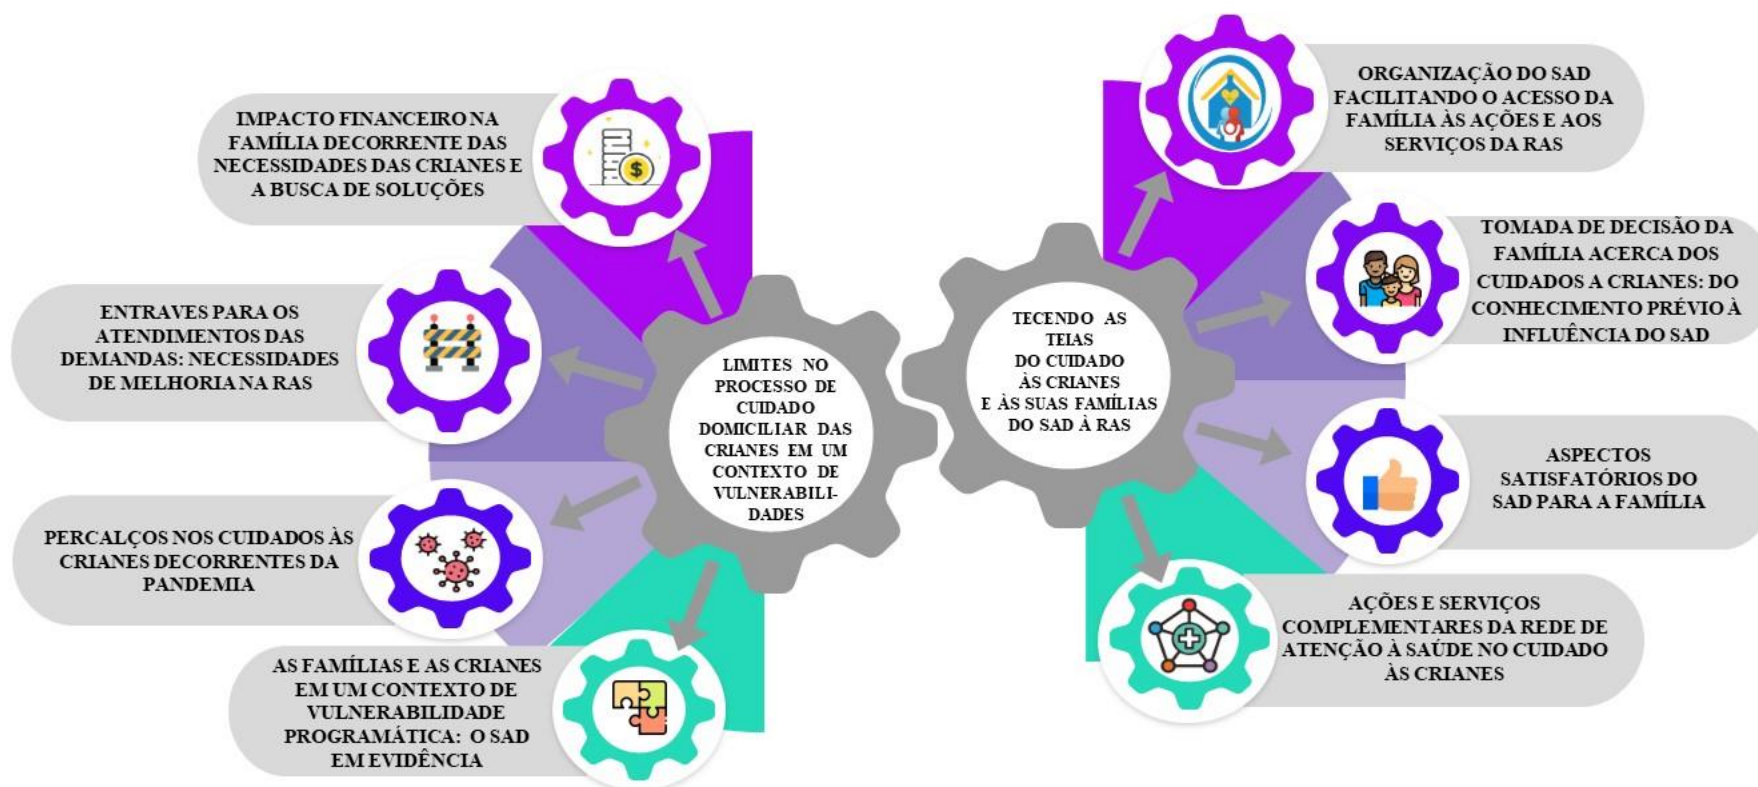 IMPACTO FINANCEIRO NA
FAMÍLIA DECORRENTE DAS
NECESSIDADES DAS CRIANES E
A BUSCA DE SOLUÇÕES
ENTRAVES PARA OS
ATENDIMENTOS DAS
DEMANDAS: NECESSIDADES
DE MELHORIA NA RAS
PERCALÇOS NOS CUIDADOS ÀS
CRIANES DECORRENTES DA
PANDEMIA
AS FAMÍLIAS E AS CRIANES
EM UM CONTEXTO DE
VULNERABILIDADE
PROGRAMÁTICA: O SAD
EM EVIDÊNCIA
LIMITES NO
PROCESSO DE
CUIDADO
DOMICILIAR DAS
CRIANES EM UM
CONTEXTO DE
VULNERABILI-
DADES
TECENDO AS
TEIAS
DO CUIDADO
ÀS CRIANES
E ÀS SUAS FAMÍLIAS
DO SAD À RAS
ORGANIZAÇÃO DO SAD
FACILITANDO O ACESSO DA
FAMÍLIA ÀS AÇÕES E AOS
SERVIÇOS DA RAS
TOMADA DE DECISÃO DA
FAMÍLIA ACERCA DOS
CUIDADOS A CRIANES: DO
CONHECIMENTO PRÉVIO À
INFLUÊNCIA DO SAD
ASPECTOS
SATISFATÓRIOS DO
SAD PARA A FAMÍLIA
AÇÕES E SERVIÇOS
COMPLEMENTARES DA REDE DE
ATENÇÃO À SAÚDE NO CUIDADO
ÀS CRIANES